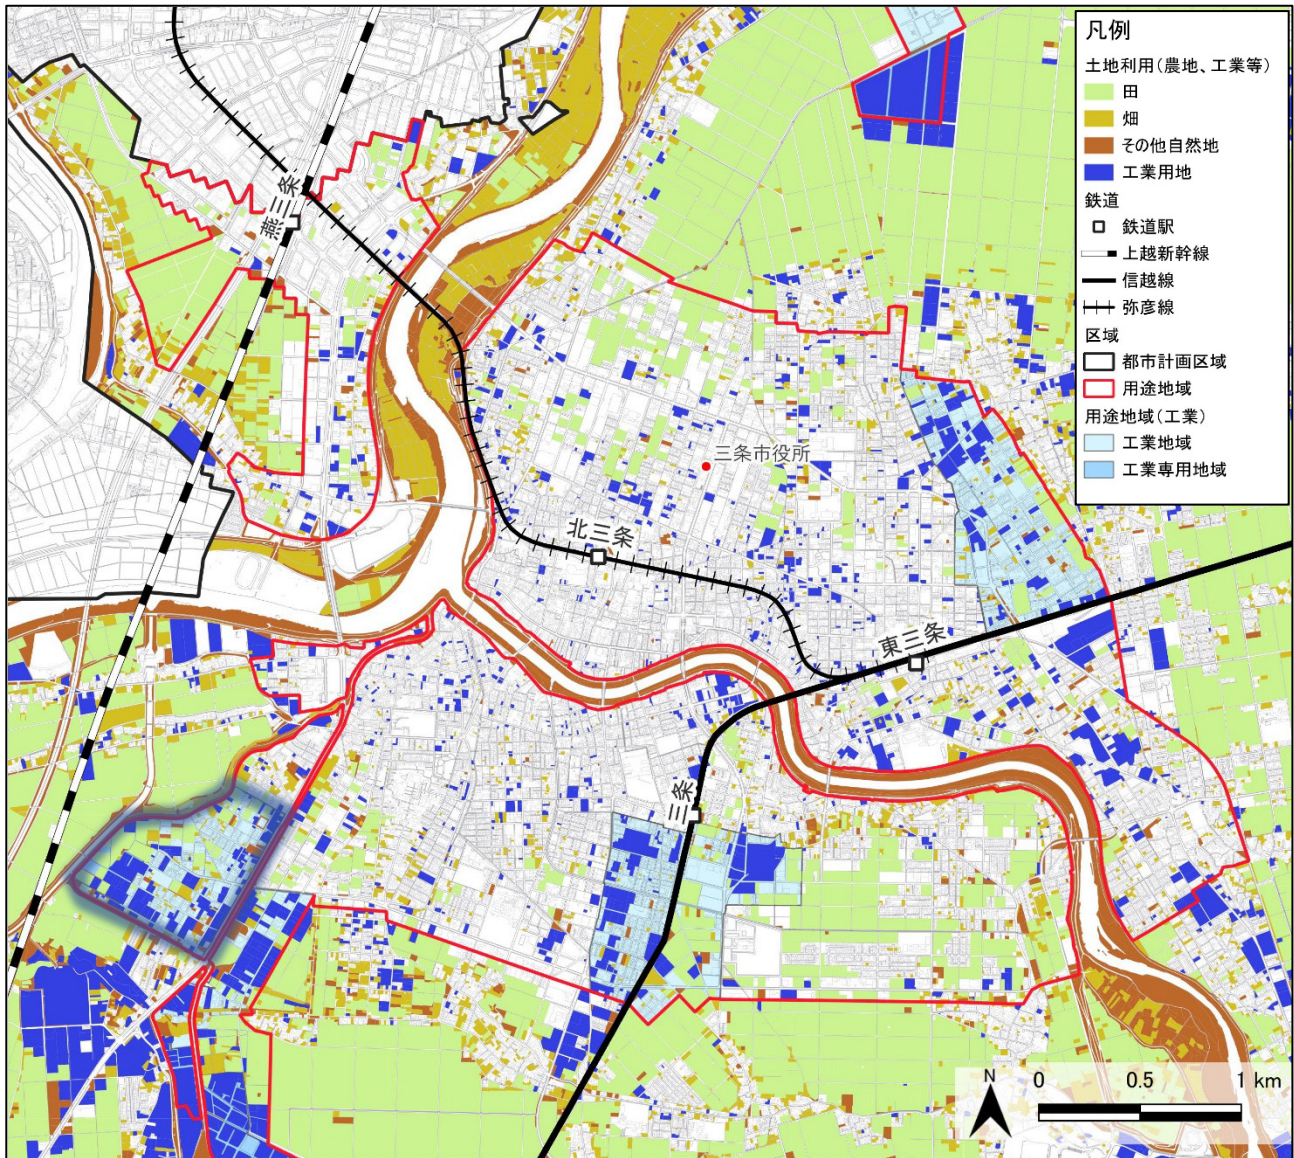 凡例
土地利用(農地、工業等)
田
畑
その他自然地
工業用地
鉄道
鉄道駅
上越新幹線
信越線
弥彦線
区域
都市計画区域
用途地域
用途地域(工業)
工業地域
工業専用地域
燕三条
三条市役所
北三条
東三条
三条
N
0 0.5 1 km